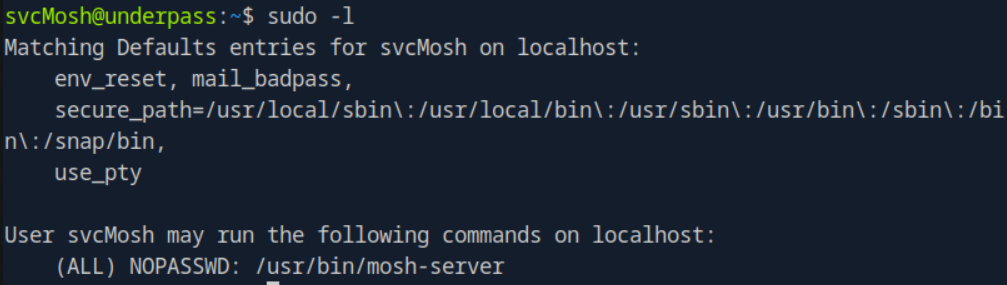 svcMosh@underpass:~$ sudo -l
Matching Defaults entries for svcMosh on localhost:
    env_reset, mail_badpass,
    secure_path=/usr/local/sbin\:/usr/local/bin\:/usr/sbin\:/usr/bin\:/sbin\:/bi
n\:/snap/bin,
    use_pty

User svcMosh may run the following commands on localhost:
    (ALL) NOPASSWD: /usr/bin/mosh-server